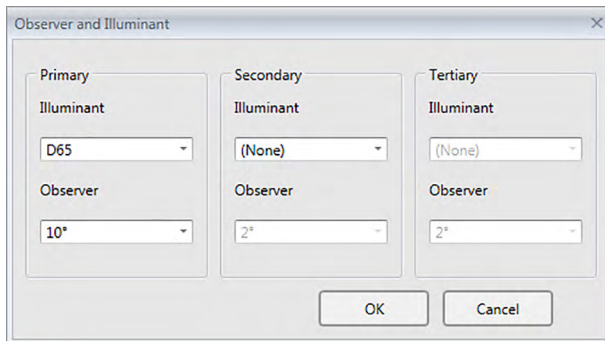 Observer and Illuminant
Primary
Secondary
Tertiary
Illuminant
Illuminant
Illuminant
D65
(None)
(None)
Observer
Observer
Observer
10°
2°
2°
OK
Cancel